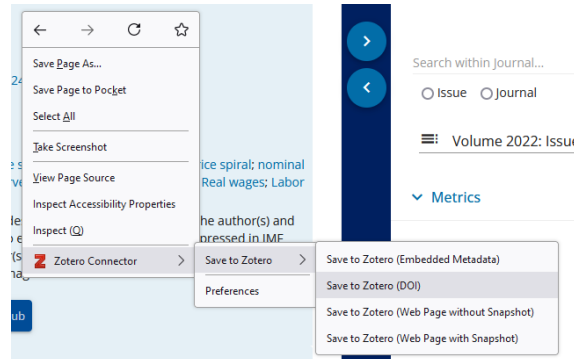 Save Page As...
Save Page to Pocket
Select All
Take Screenshot
View Page Source
Inspect Accessibility Properties
Inspect (Q)
Zotero Connector
Save to Zotero
Preferences
Save to Zotero (Embedded Metadata)
Save to Zotero (DOI)
Save to Zotero (Web Page without Snapshot)
Save to Zotero (Web Page with Snapshot)
24
ice spiral; nominal
Real wages; Labor
he author(s) and
pressed in IMF
ub
Search within Journal...
Issue Journal
Volume 2022: Issue
Metrics